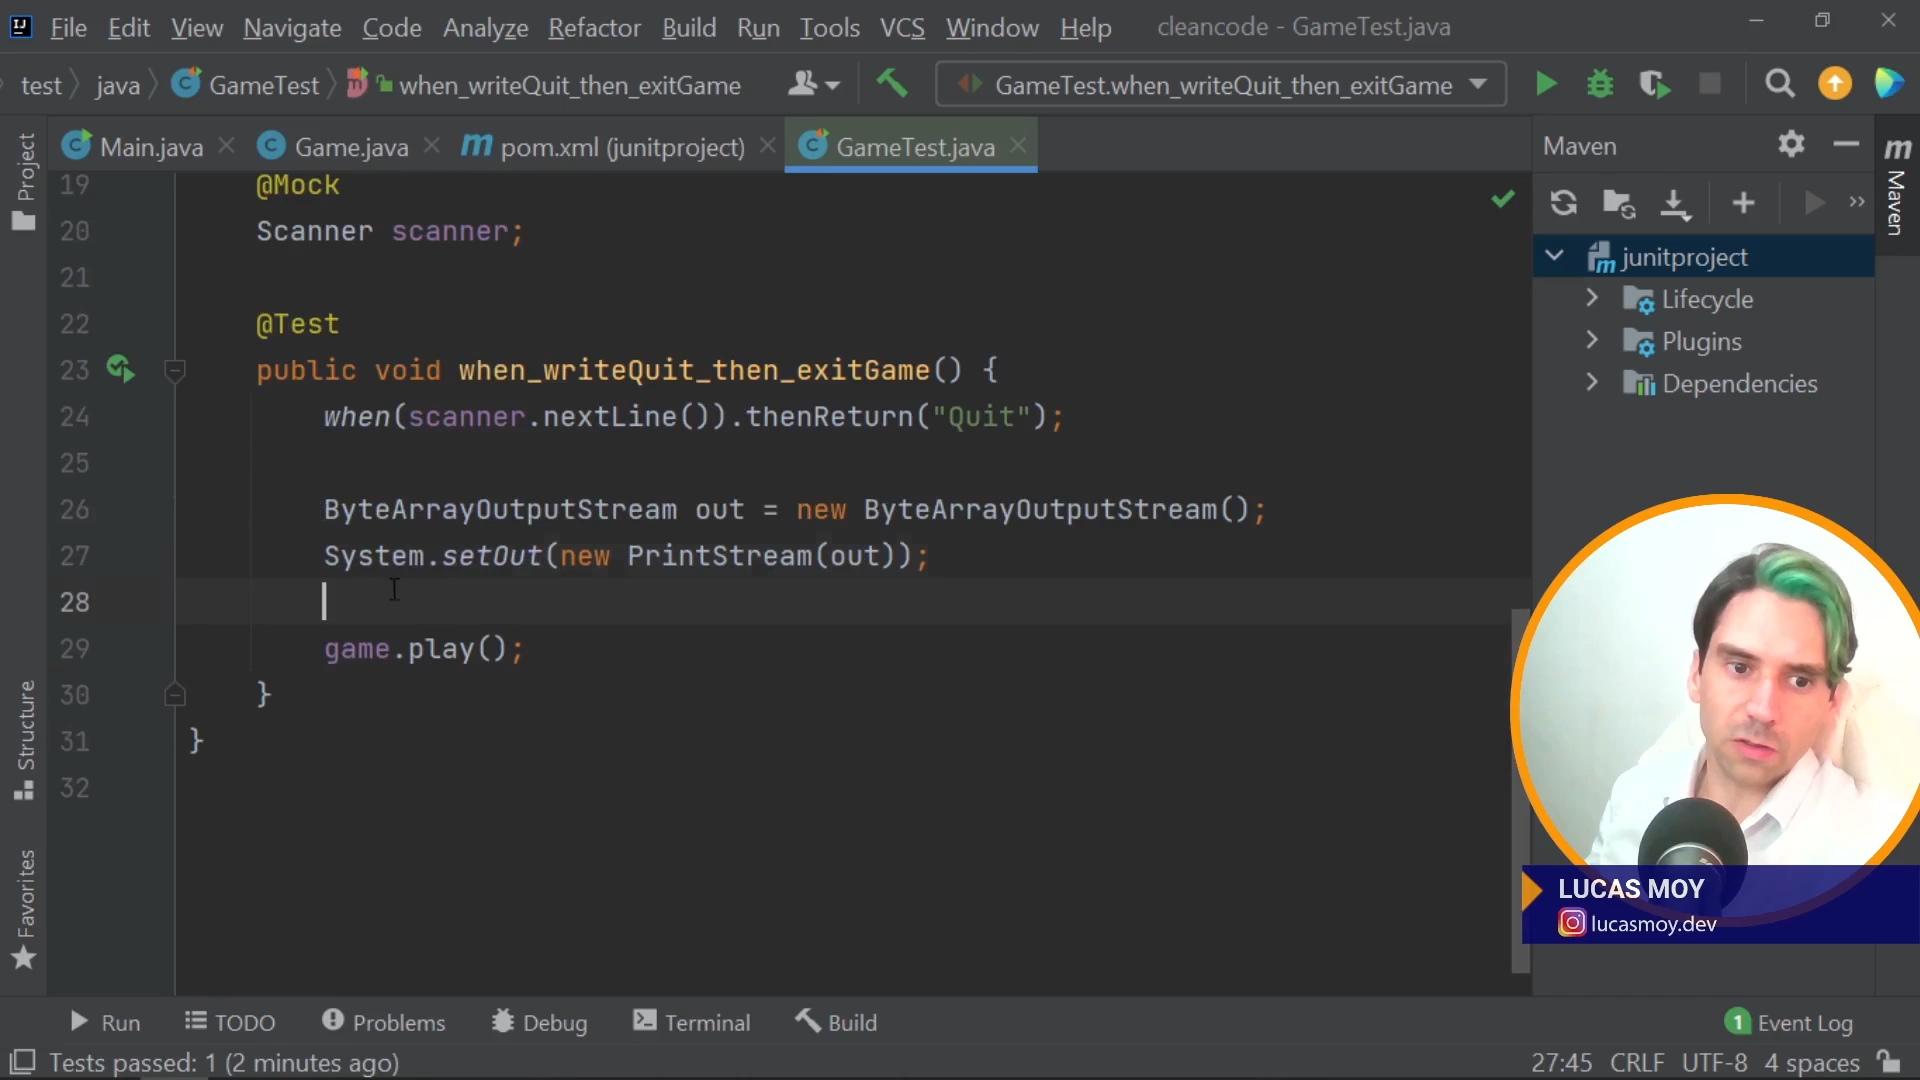 File Edit View Navigate Code Analyze Refactor Build Run Tools VCS Window Help cleancode - GameTest.java
test java GameTest when_writeQuit_then_exitGame GameTest.when_writeQuit_then_exitGame
Main.java Game.java pom.xml (junitproject) GameTest.java Maven
19 @Mock
20 Scanner scanner;
21
22 @Test
23 public void when_writeQuit_then_exitGame() {
24 when(scanner.nextLine()).thenReturn("Quit");
25
26 ByteArrayOutputStream out = new ByteArrayOutputStream();
27 System.setOut(new PrintStream(out));
28
29 game.play();
30 }
31 }
32
Project
Structure
Favorites
Maven
junitproject
Lifecycle
Plugins
Dependencies
LUCAS MOY
lucasmoy.dev
Run TODO Problems Debug Terminal Build 1 Event Log
Tests passed: 1 (2 minutes ago) 27:45 CRLF UTF-8 4 spaces